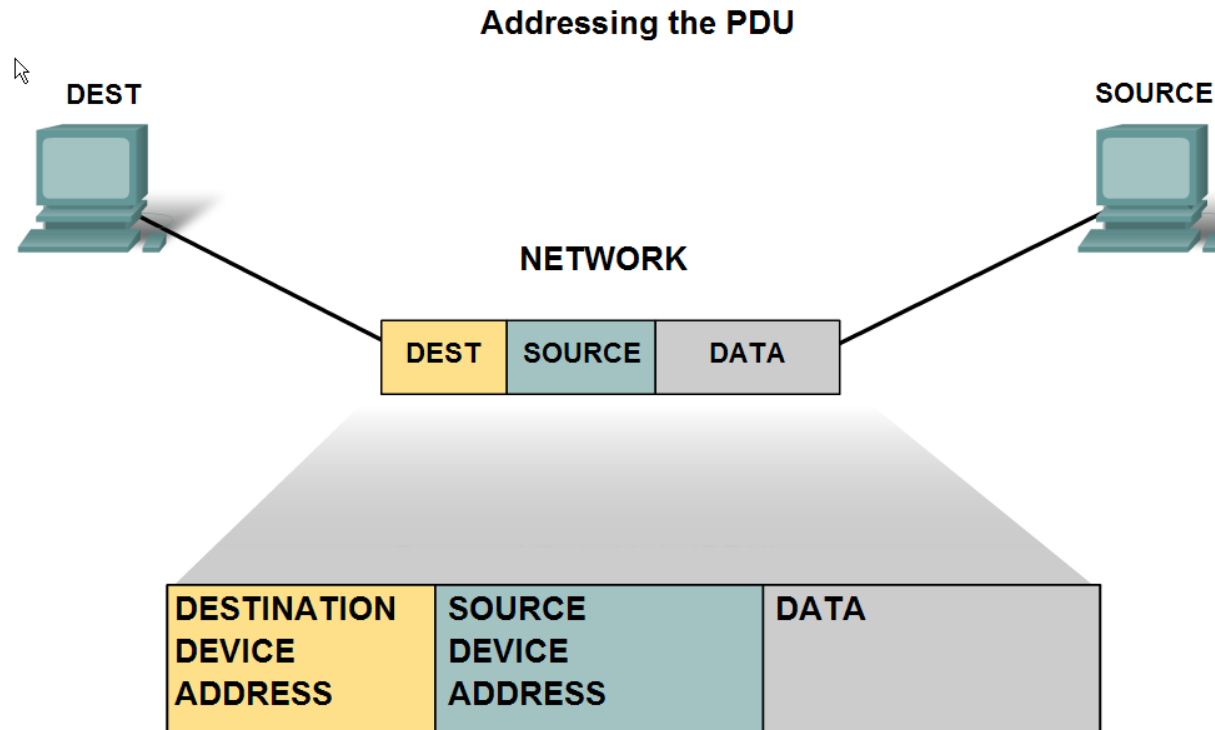 Addressing the PDU
DEST
SOURCE
NETWORK
DEST
SOURCE
DATA
DESTINATION
DEVICE
ADDRESS
SOURCE
DEVICE
ADDRESS
DATA